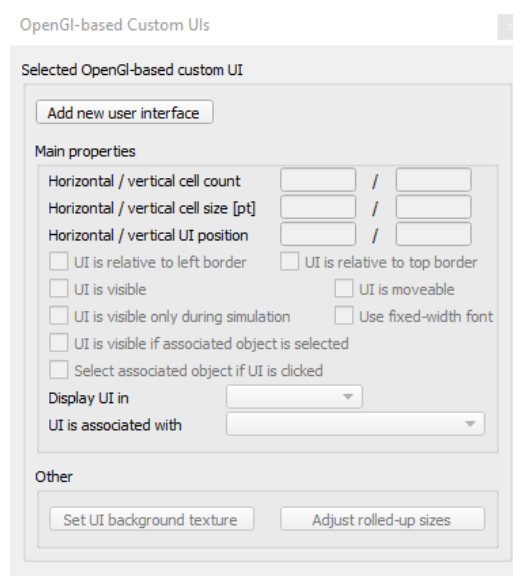 OpenGl-based Custom UIs
Selected OpenGl-based custom UI
Add new user interface
Main properties
Horizontal / vertical cell count /
Horizontal / vertical cell size [pt] /
Horizontal / vertical UI position /
UI is relative to left border UI is relative to top border
UI is visible UI is moveable
UI is visible only during simulation Use fixed-width font
UI is visible if associated object is selected
Select associated object if UI is clicked
Display UI in
UI is associated with
Other
Set UI background texture Adjust rolled-up sizes